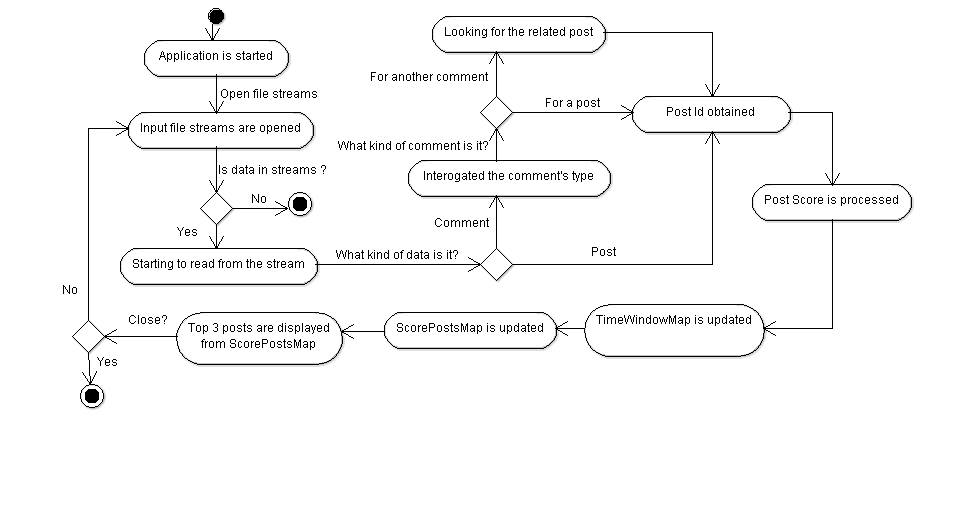 Application is started
Open file streams
Input file streams are opened
Is data in streams ?
No
Yes
Starting to read from the stream
What kind of data is it?
Comment
Post
Interogated the comment's type
What kind of comment is it?
For another comment
For a post
Looking for the related post
Post Id obtained
Post Score is processed
TimeWindowMap is updated
ScorePostsMap is updated
Top 3 posts are displayed
from ScorePostsMap
Close?
No
Yes